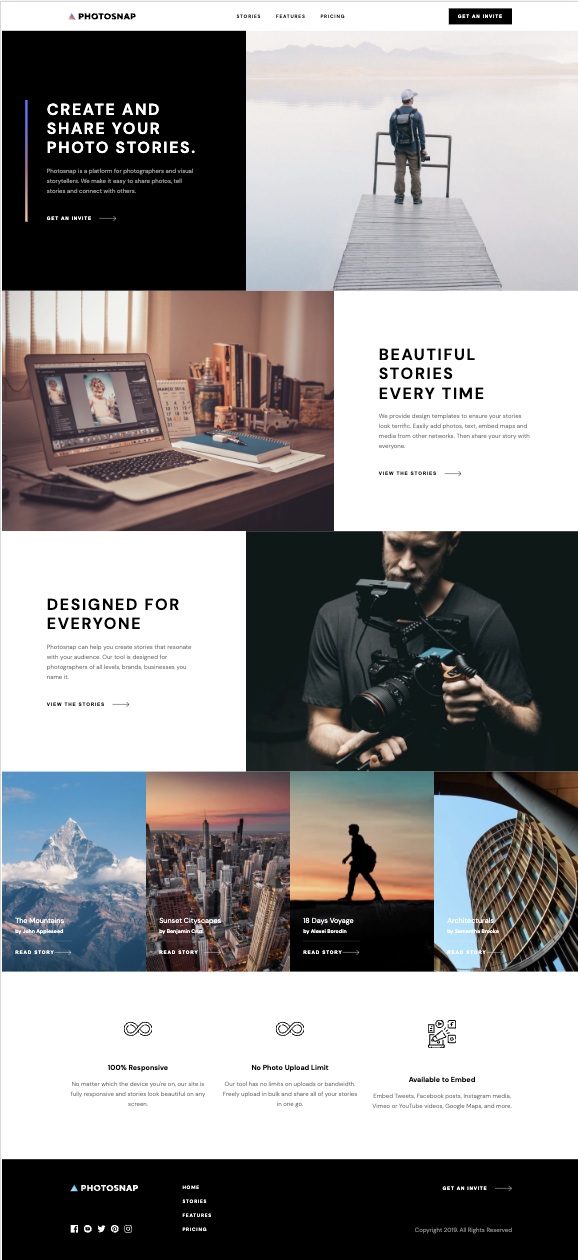 PHOTOSNAP
STORIES FEATURES PRICING
GET AN INVITE
CREATE AND
SHARE YOUR
PHOTO STORIES.
Photosnap is a platform for photographers and visual
storytellers. We make it easy to share photos, tell
stories and connect with others.
GET AN INVITE
MARCH 2014
BEAUTIFUL
STORIES
EVERY TIME
We provide design templates to ensure your stories
look terrific. Easily add photos, text, embed maps and
media from other networks. Then share your story with
everyone.
VIEW THE STORIES
DESIGNED FOR
EVERYONE
Photosnap can help you create stories that resonate
with your audience. Our tool is designed for
photographers of all levels, brands, businesses you
name it.
VIEW THE STORIES
The Mountains
by John Appleseed
READ STORY
Sunset Cityscapes
by Benjamin Cruz
READ STORY
18 Days Voyage
by Alexei Borodin
READ STORY
Architecturals
by Samantha Brooke
READ STORY
100% Responsive
No matter which the device you're on, our site is
fully responsive and stories look beautiful on any
screen.
No Photo Upload Limit
Our tool has no limits on uploads or bandwidth.
Freely upload in bulk and share all of your stories
in one go.
Available to Embed
Embed Tweets, Facebook posts, Instagram media,
Vimeo or YouTube videos, Google Maps, and more.
PHOTOSNAP
HOME
STORIES
FEATURES
PRICING
GET AN INVITE
Copyright 2019. All Rights Reserved